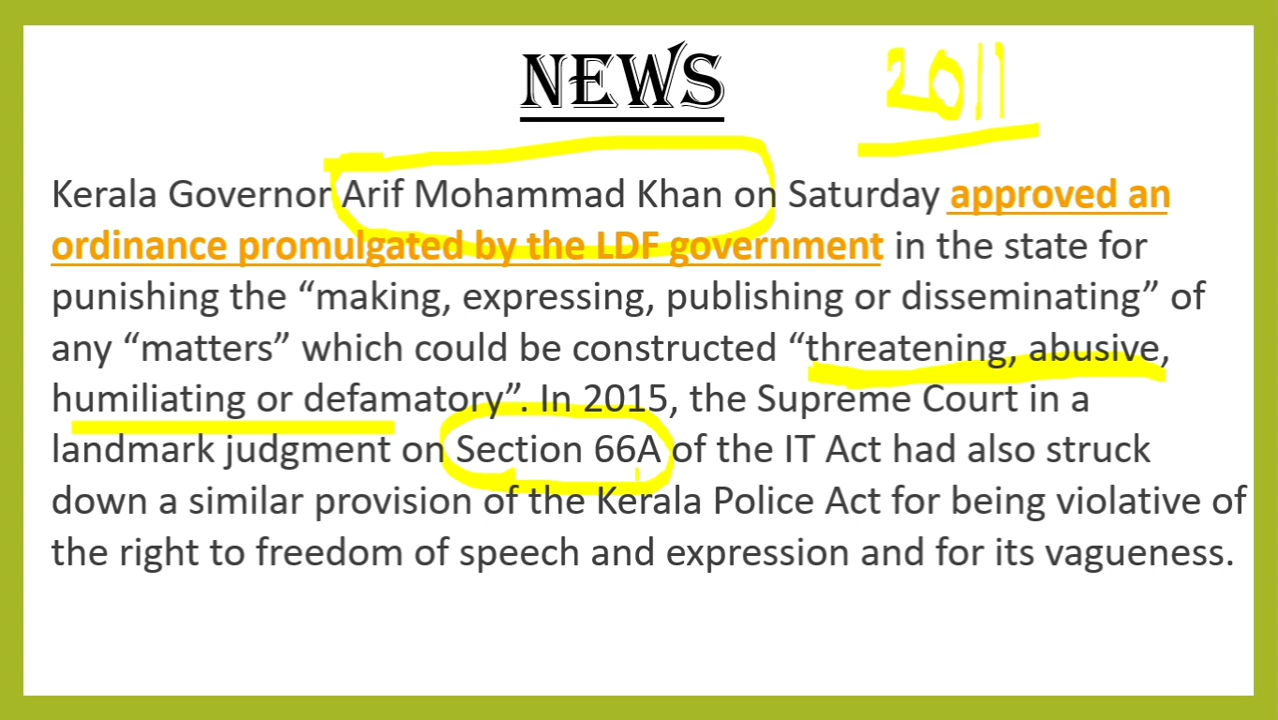 NEWS
2011
Kerala Governor Arif Mohammad Khan on Saturday approved an
ordinance promulgated by the LDF government in the state for
punishing the “making, expressing, publishing or disseminating” of
any “matters” which could be constructed “threatening, abusive,
humiliating or defamatory”. In 2015, the Supreme Court in a
landmark judgment on Section 66A of the IT Act had also struck
down a similar provision of the Kerala Police Act for being violative of
the right to freedom of speech and expression and for its vagueness.